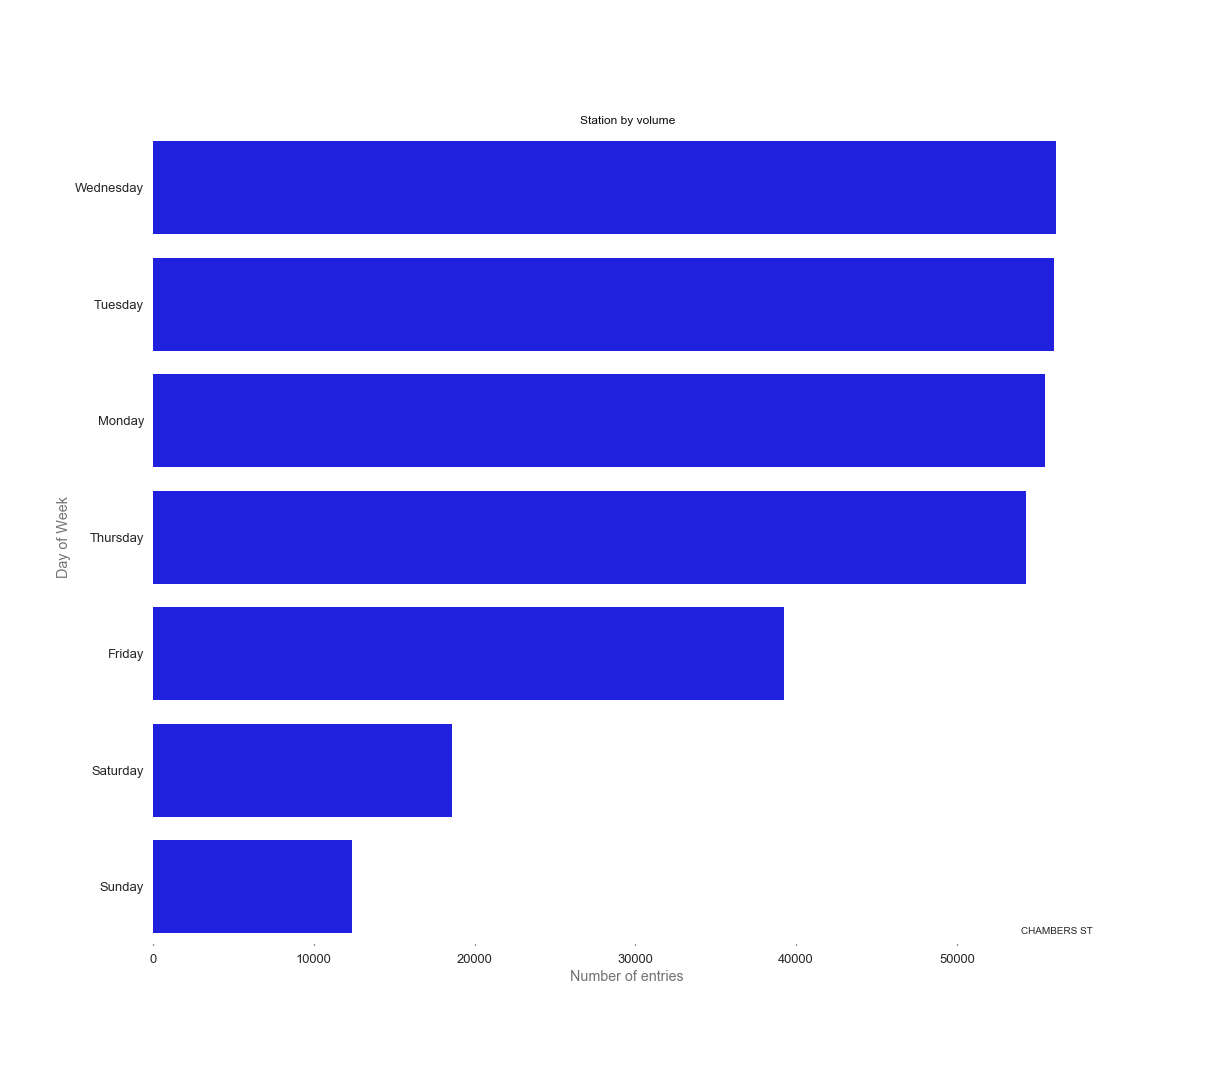 Station by volume
Wednesday
Tuesday
Monday
Thursday
Friday
Saturday
Sunday
Day of Week
CHAMBERS ST
0 10000 20000 30000 40000 50000
Number of entries